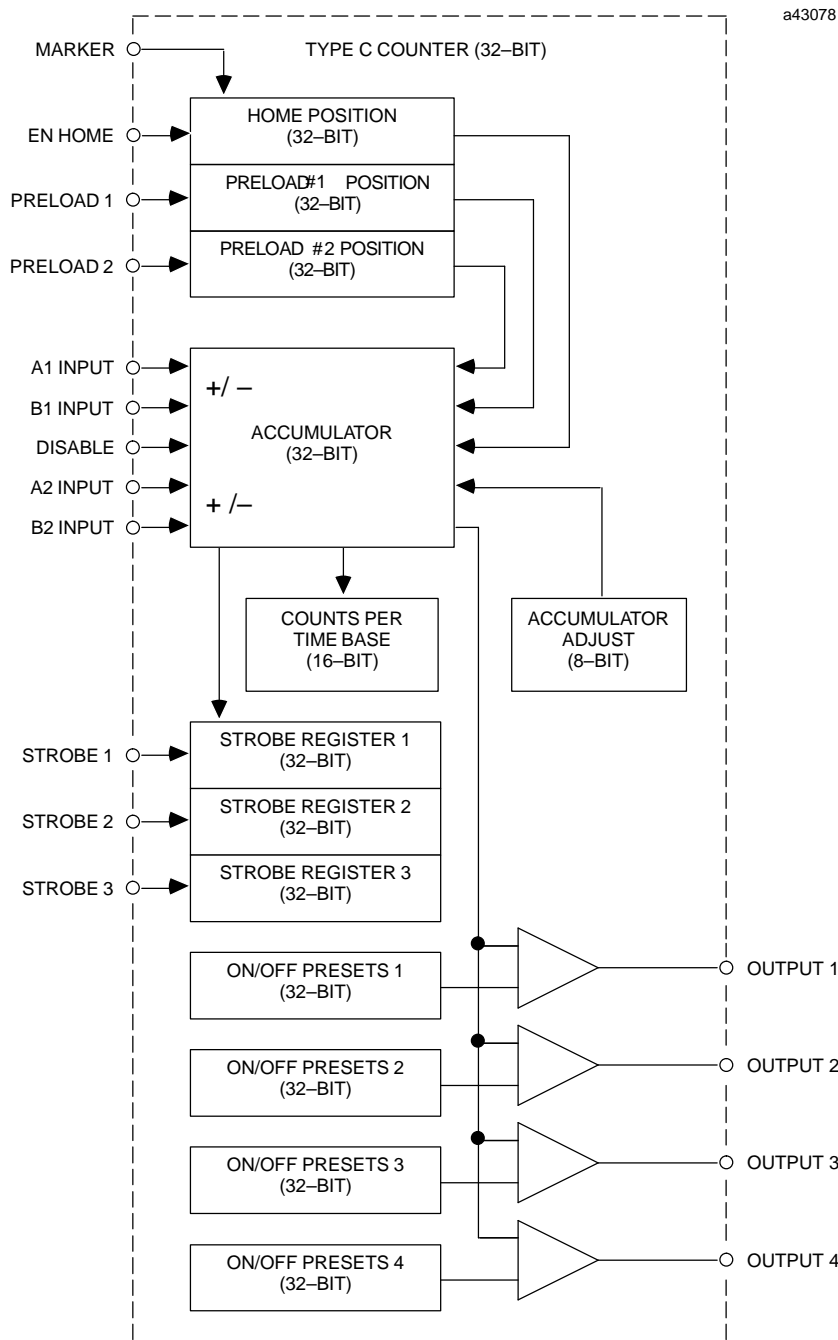 a43078
TYPE C COUNTER (32–BIT)
MARKER
HOME POSITION
(32–BIT)
EN HOME
PRELOAD#1 POSITION
(32–BIT)
PRELOAD 1
PRELOAD #2 POSITION
(32–BIT)
PRELOAD 2
A1 INPUT
+/ –
B1 INPUT
ACCUMULATOR
(32–BIT)
DISABLE
A2 INPUT
+ /–
B2 INPUT
COUNTS PER
TIME BASE
(16–BIT)
ACCUMULATOR
ADJUST
(8–BIT)
STROBE REGISTER 1
(32–BIT)
STROBE 1
STROBE REGISTER 2
(32–BIT)
STROBE 2
STROBE REGISTER 3
(32–BIT)
STROBE 3
ON/OFF PRESETS 1
(32–BIT)
OUTPUT 1
ON/OFF PRESETS 2
(32–BIT)
OUTPUT 2
ON/OFF PRESETS 3
(32–BIT)
OUTPUT 3
ON/OFF PRESETS 4
(32–BIT)
OUTPUT 4